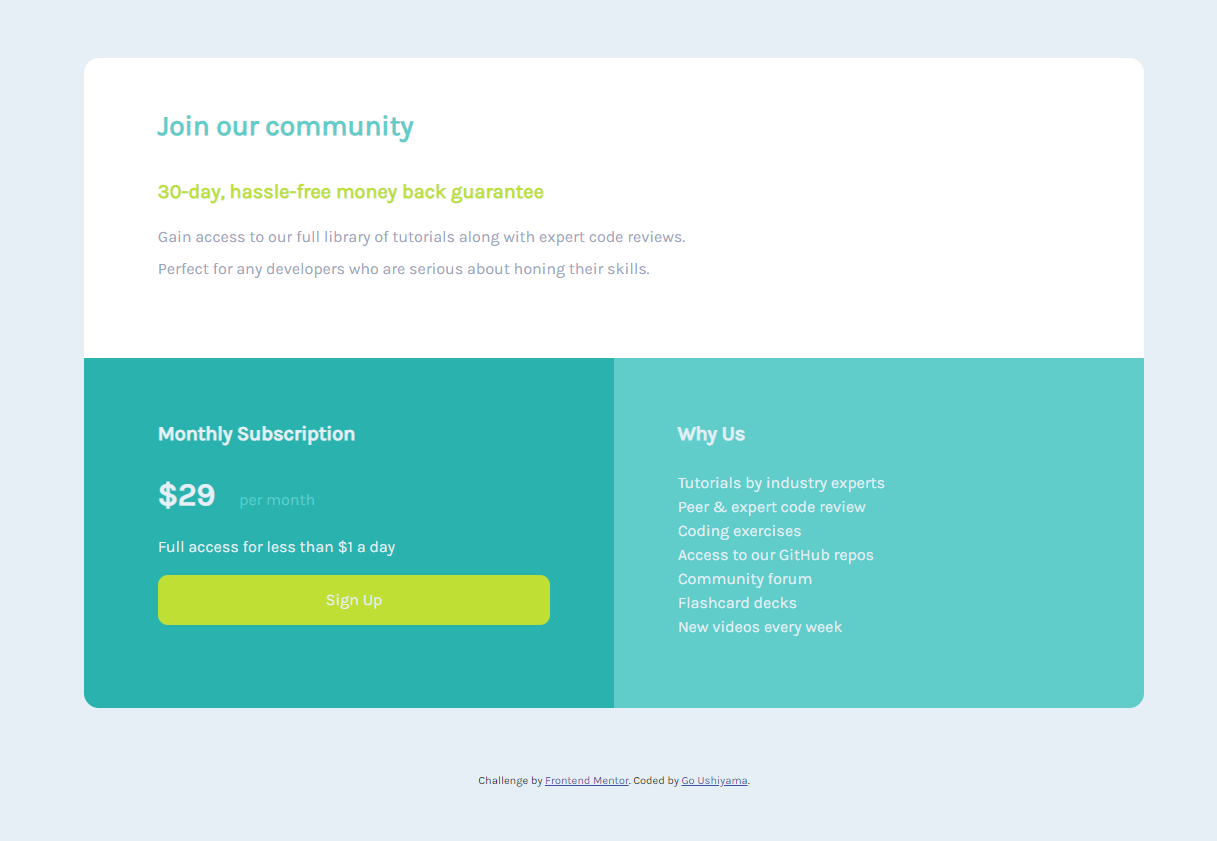 Join our community
30-day, hassle-free money back guarantee
Gain access to our full library of tutorials along with expert code reviews.
Perfect for any developers who are serious about honing their skills.
Monthly Subscription
$29 per month
Full access for less than $1 a day
Sign Up
Why Us
Tutorials by industry experts
Peer & expert code review
Coding exercises
Access to our GitHub repos
Community forum
Flashcard decks
New videos every week
Challenge by Frontend Mentor. Coded by Go Ushiyama.